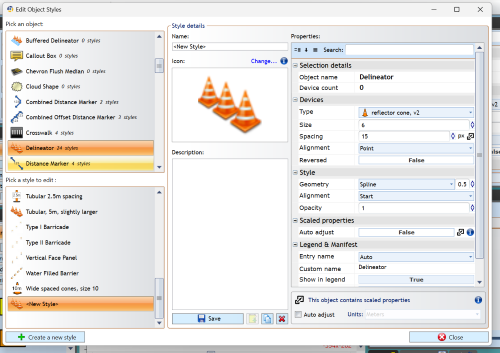 Edit Object Styles
Pick an object:
Buffered Delineator 0 styles
Callout Box 0 styles
Chevron Flush Median 0 styles
Cloud Shape 0 styles
Combined Distance Marker 2 styles
Combined Offset Distance Marker 3 styles
Crosswalk 4 styles
Delineator 24 styles
Distance Marker 4 styles
Pick a style to edit:
Tubular 2.5m spacing
Tubular, 5m, slightly larger
Type I Barricade
Type II Barricade
Vertical Face Panel
Water Filled Barrier
Wide spaced cones, size 10
<New Style>
Create a new style
Style details
Name:
<New Style>
Icon:
Change...
Description:
Save
Properties:
Search:
Selection details
Object name Delineator
Device count 0
Devices
Type reflector cone, v2
Size 6
Spacing 15 px
Alignment Point
Reversed False
Style
Geometry Spline 0.5
Alignment Start
Opacity 1
Scaled properties
Auto adjust False
Legend & Manifest
Entry name Auto
Custom name Delineator
Show in legend True
This object contains scaled properties
Auto adjust Units: Meters
Close